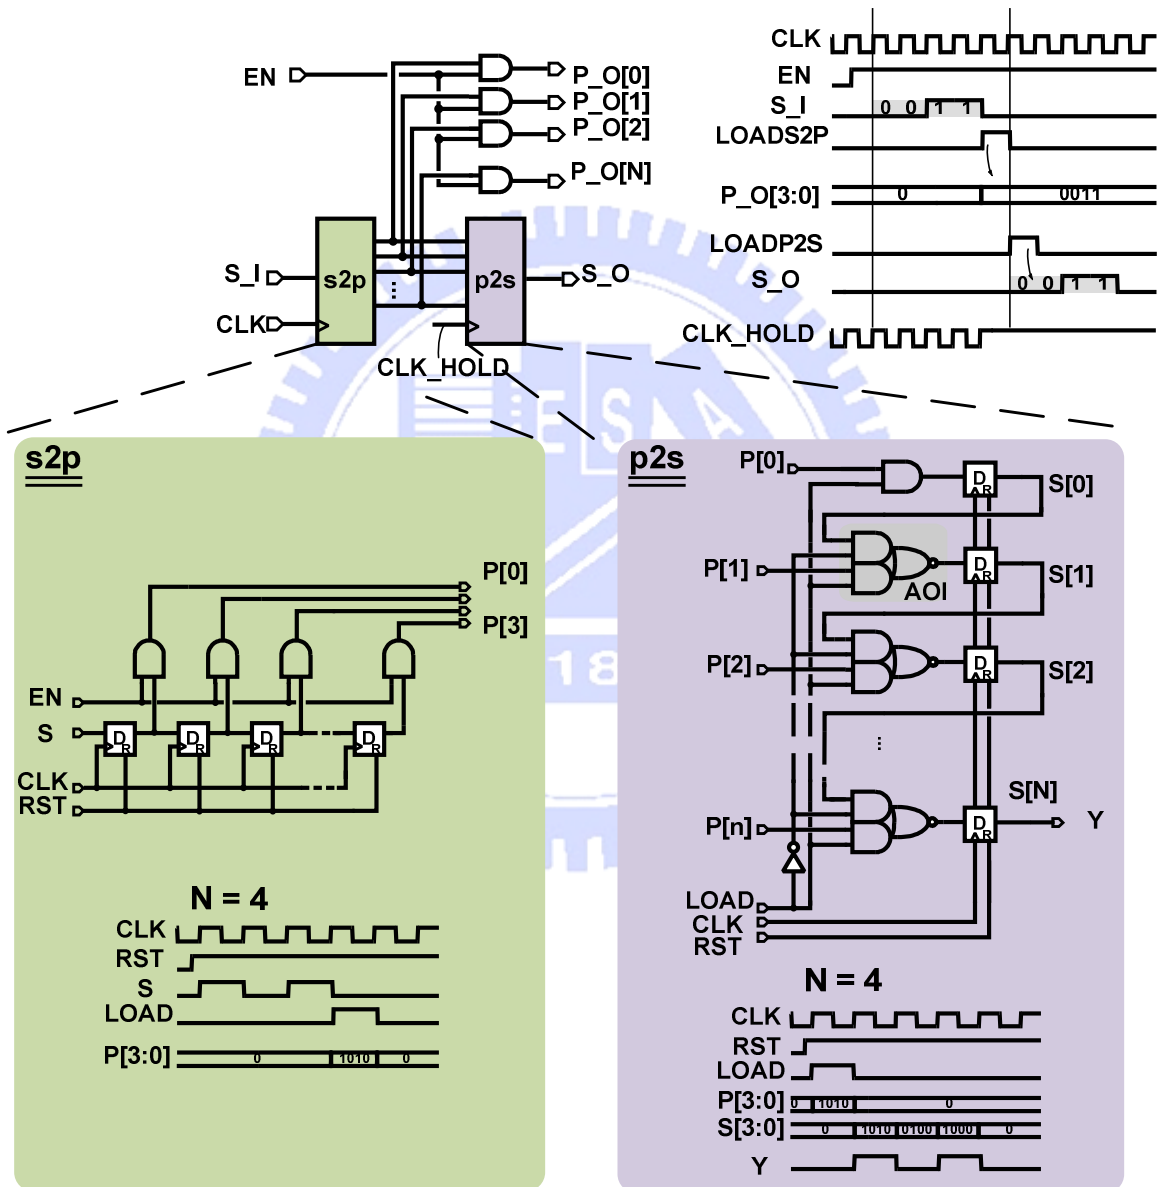 EN
P_O[0]
P_O[1]
P_O[2]
P_O[N]
S_I
CLK
s2p
...
p2s
S_O
CLK_HOLD
CLK
EN
S_I
0 0 1 1
LOADS2P
P_O[3:0]
0
0011
LOADP2S
S_O
0 0 1 1
CLK_HOLD
ESA
18
s2p
P[0]
P[3]
EN
S
D R
D R
D R
D R
CLK
RST
N = 4
CLK
RST
S
LOAD
P[3:0]
0
1010
0
p2s
P[0]
D R
S[0]
P[1]
AOI
D R
S[1]
P[2]
D R
S[2]
...
P[n]
D R
S[N]
Y
LOAD
CLK
RST
N = 4
CLK
RST
LOAD
P[3:0]
0
1010
0
S[3:0]
0
1010
0100
1000
0
Y